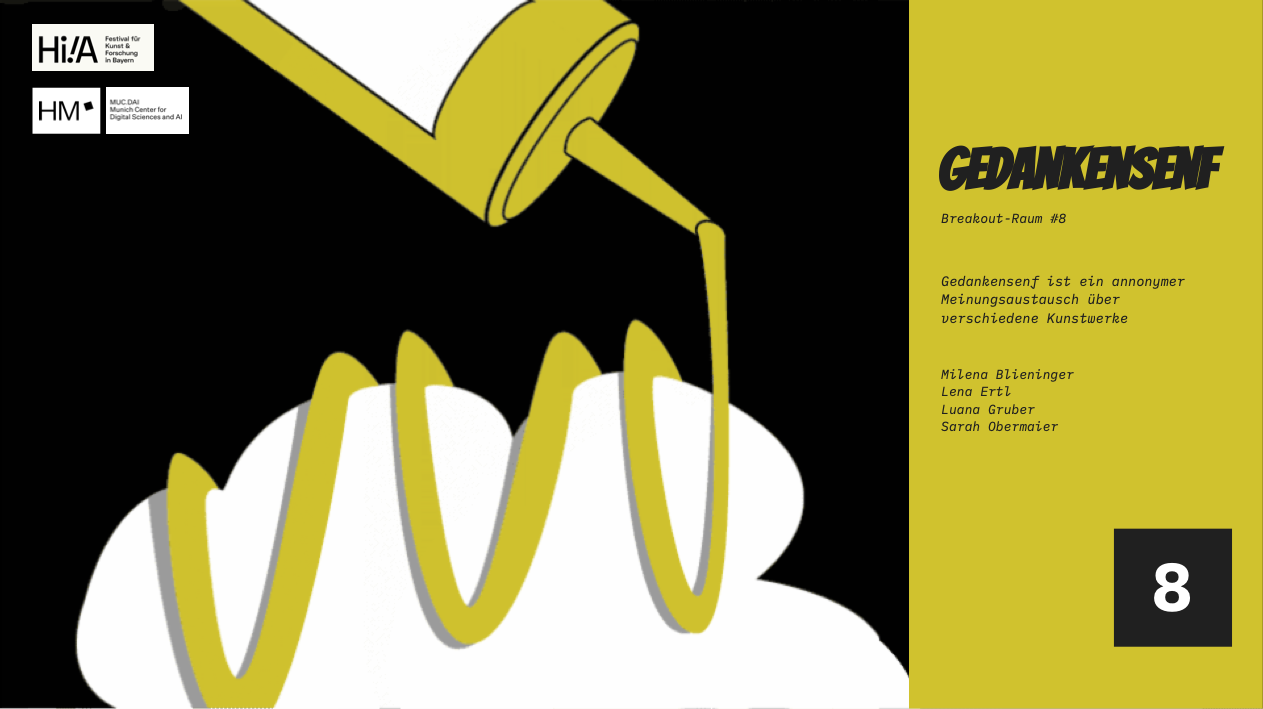 Hi!A
Festival für
Kunst &
Forschung
in Bayern
HM
MUC.DAI
Munich Center for
Digital Sciences and AI
GEDANKENSENF
Breakout-Raum #8
Gedankensenf ist ein annonymer
Meinungsaustausch über
verschiedene Kunstwerke
Milena Blieninger
Lena Ertl
Luana Gruber
Sarah Obermaier
8